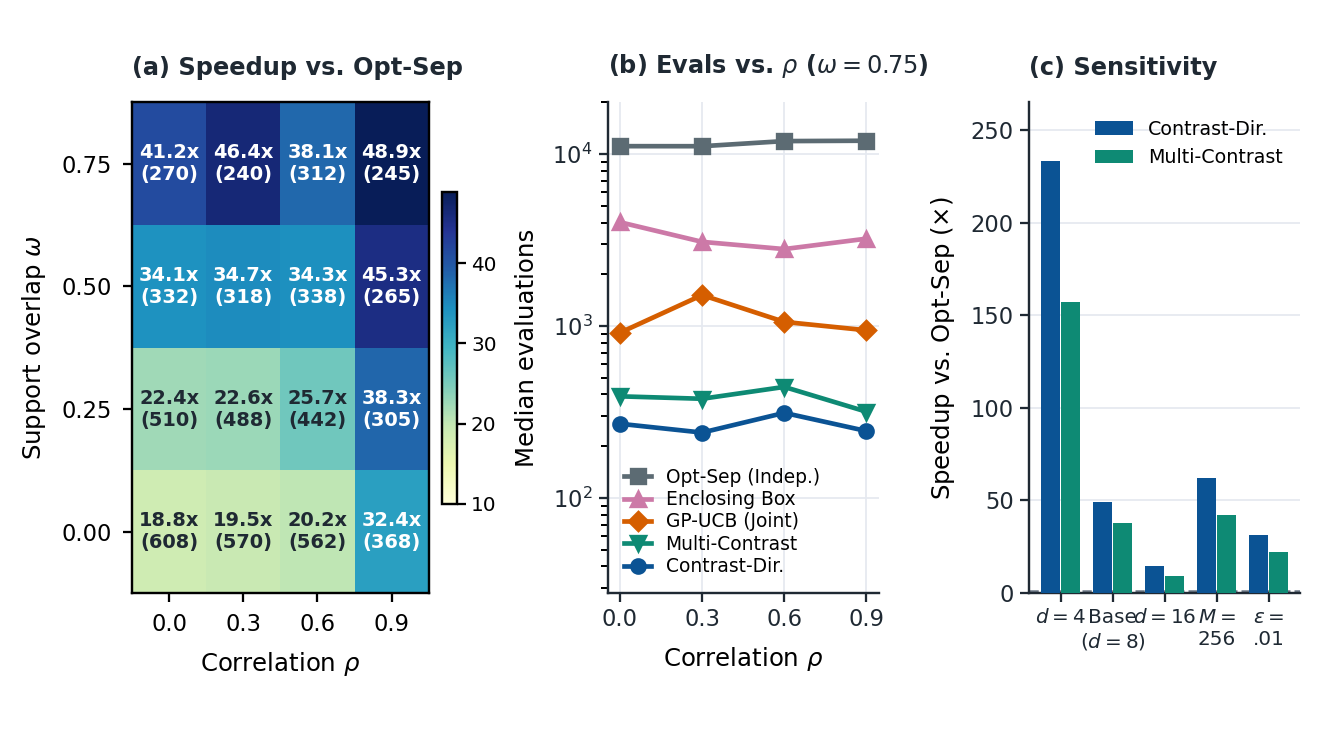 (a) Speedup vs. Opt-Sep
Support overlap ω
0.75
0.50
0.25
0.00
41.2x 46.4x 38.1x 48.9x
(270) (240) (312) (245)
34.1x 34.7x 34.3x 45.3x
(332) (318) (338) (265)
22.4x 22.6x 25.7x 38.3x
(510) (488) (442) (305)
18.8x 19.5x 20.2x 32.4x
(608) (570) (562) (368)
0.0 0.3 0.6 0.9
Correlation ρ
40
30
20
10
(b) Evals vs. ρ (ω = 0.75)
Median evaluations
10⁴
10³
10²
Opt-Sep (Indep.)
Enclosing Box
GP-UCB (Joint)
Multi-Contrast
Contrast-Dir.
0.0 0.3 0.6 0.9
Correlation ρ
(c) Sensitivity
Speedup vs. Opt-Sep (×)
250
200
150
100
50
0
Contrast-Dir.
Multi-Contrast
d = 4 Base d = 16 M = ε =
(d = 8) 256 .01